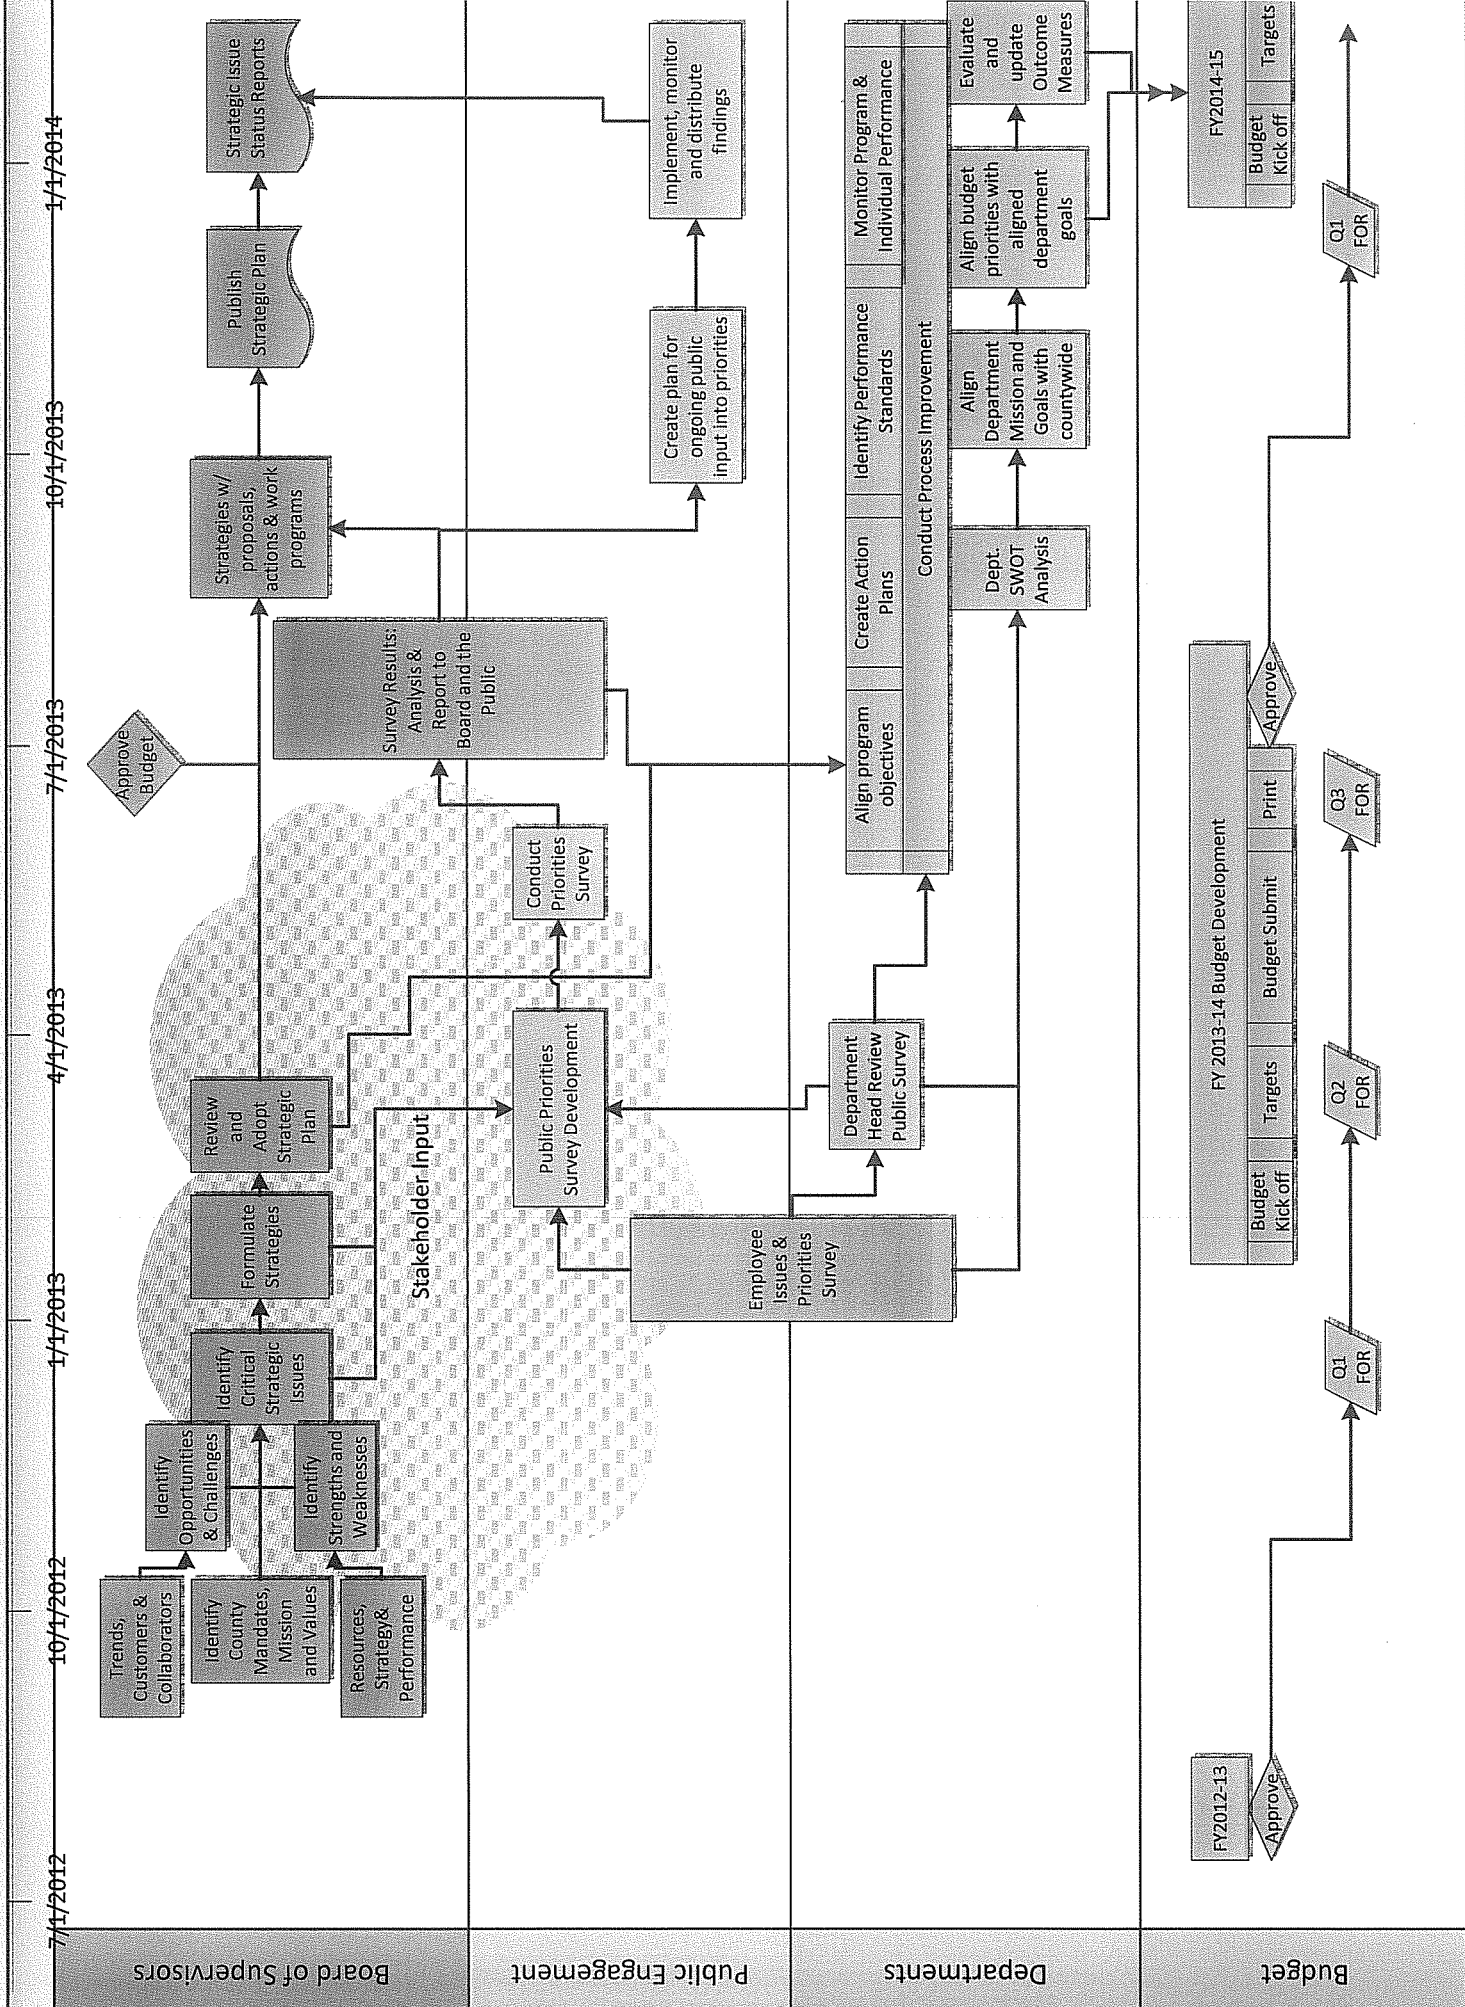 7/1/2012
10/1/2012
1/1/2013
4/1/2013
7/1/2013
10/1/2013
1/1/2014
Board of Supervisors
Trends,
Customers &
Collaborators
Identify
County
Mandates,
Mission
and Values
Resources,
Strategy&
Performance
Identify
Opportunities
& Challenges
Identify
Strengths and
Weaknesses
Identify
Critical
Strategic
Issues
Formulate
Strategies
Review
and
Adopt
Strategic
Plan
Approve
Budget
Strategies w/
proposals,
actions & work
programs
Publish
Strategic Plan
Strategic Issue
Status Reports
Stakeholder Input
Survey Results:
Analysis &
Report to
Board and the
Public
Public Engagement
Public Priorities
Survey Development
Conduct
Priorities
Survey
Create plan for
ongoing public
input into priorities
Implement, monitor
and distribute
findings
Employee
Issues &
Priorities
Survey
Departments
Department
Head Review
Public Survey
Align program
objectives
Create Action
Plans
Identify Performance
Standards
Monitor Program &
Individual Performance
Conduct Process Improvement
Dept.
SWOT
Analysis
Align
Department
Mission and
Goals with
countywide
Align budget
priorities with
aligned
department
goals
Evaluate
and
update
Outcome
Measures
Budget
FY2012-13
Approve
FY 2013-14 Budget Development
Budget
Kick off
Targets
Budget Submit
Print
Approve
FY2014-15
Budget
Kick off
Targets
Q1
FOR
Q2
FOR
Q3
FOR
Q1
FOR